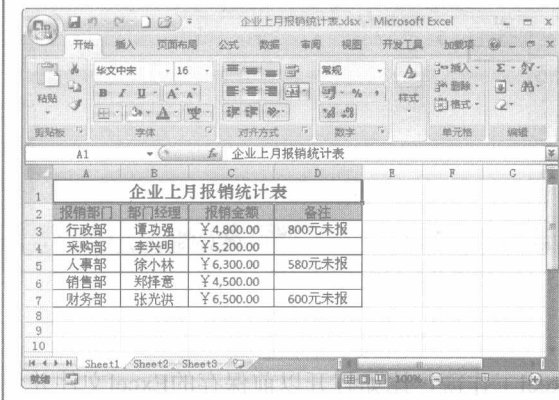 企业上月报销统计表.xlsx - Microsoft Excel
开始 插入 页面布局 公式 数据 审阅 视图 开发工具 加载项
华文中宋 16 常规 插入
B I U A A % , 删除
粘贴 A 样式 格式
剪贴板 字体 对齐方式 数字 单元格 编辑
A1 fx 企业上月报销统计表
A B C D E F G
1 企业上月报销统计表
2 报销部门 部门经理 报销金额 备注
3 行政部 谭功强 ￥4,800.00 800元未报
4 采购部 李兴明 ￥5,200.00
5 人事部 徐小林 ￥6,300.00 580元未报
6 销售部 郑择意 ￥4,500.00
7 财务部 张光洪 ￥6,500.00 600元未报
8
9
10
Sheet1 Sheet2 Sheet3
就绪 100%